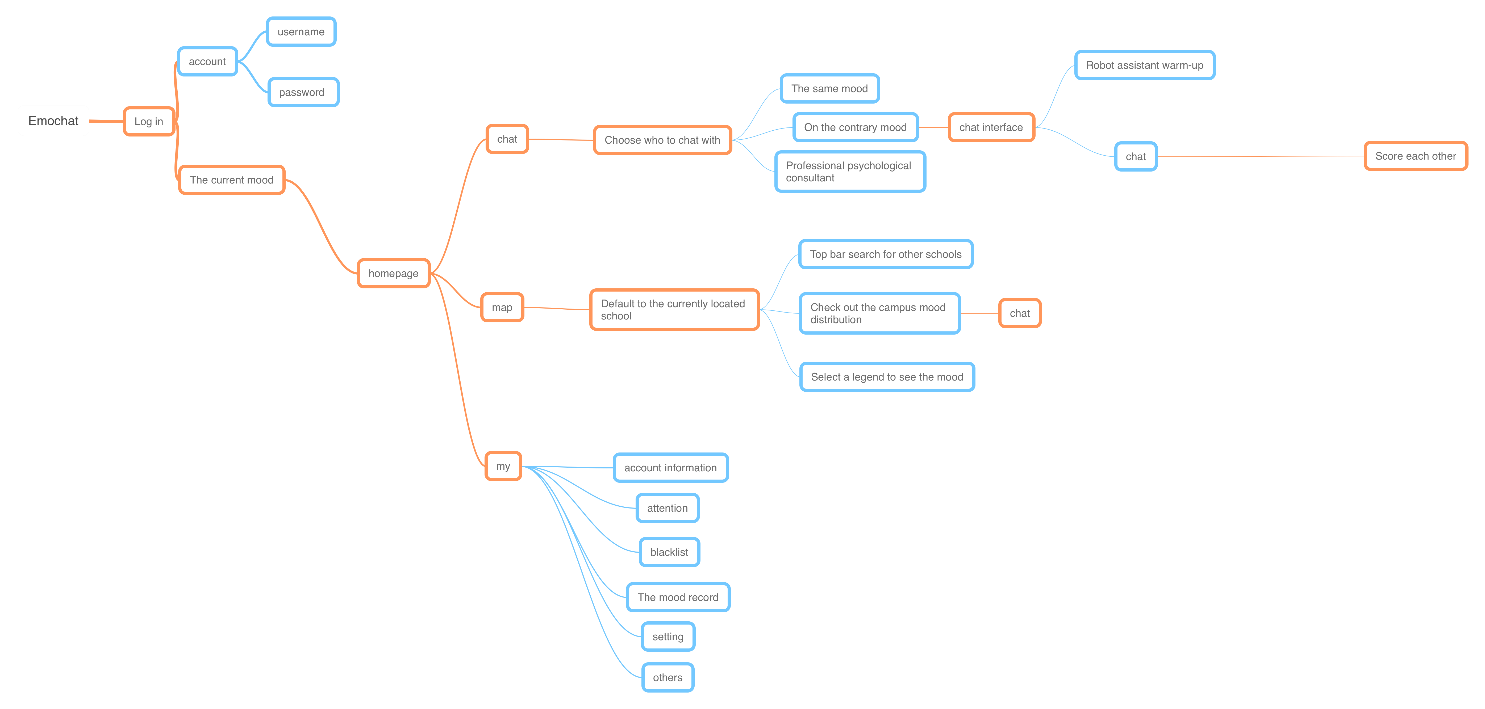 Emochat
Log in
account
username
password
The current mood
homepage
chat
Choose who to chat with
The same mood
On the contrary mood
Professional psychological
consultant
chat interface
Robot assistant warm-up
chat
Score each other
map
Default to the currently located
school
Top bar search for other schools
Check out the campus mood
distribution
chat
Select a legend to see the mood
my
account information
attention
blacklist
The mood record
setting
others